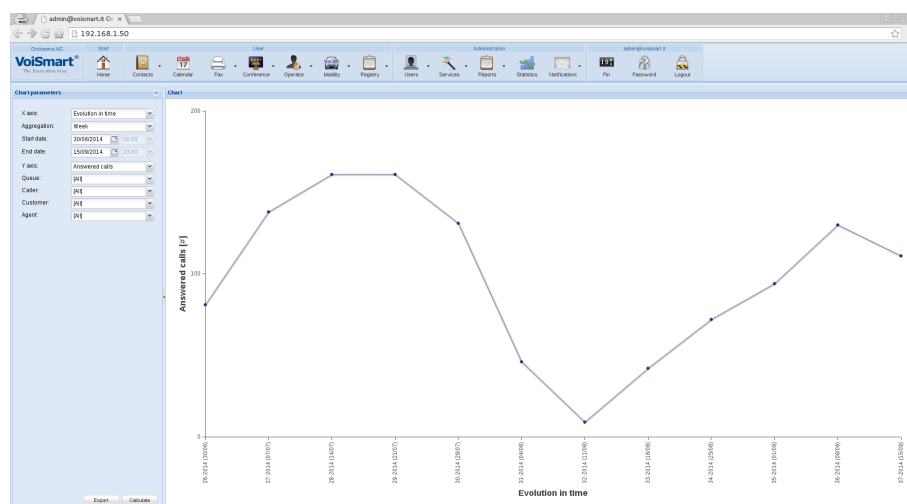 admin@voismart.it Or ×
192.168.1.50
Orchestra NG
Start
User
Administration
admin@voismart.it
VoiSmart®
The Innovation Way
Home
Contacts
Calendar
Fax
Conference
Operator
Mobility
Registry
Users
Services
Reports
Statistics
Notifications
Pin
Password
Logout
Chart parameters
Chart
X axis: Evolution in time
Aggregation: Week
Start date: 30/06/2014 00:00
End date: 15/09/2014 23:00
Y axis: Answered calls
Queue: [All]
Caller: [All]
Customer: [All]
Agent: [All]
Export
Calculate
200
100
0
Answered calls [#]
26-2014 (30/06)
27-2014 (07/07)
28-2014 (14/07)
29-2014 (21/07)
30-2014 (28/07)
31-2014 (04/08)
32-2014 (11/08)
33-2014 (18/08)
34-2014 (25/08)
35-2014 (01/09)
36-2014 (08/09)
37-2014 (15/09)
Evolution in time